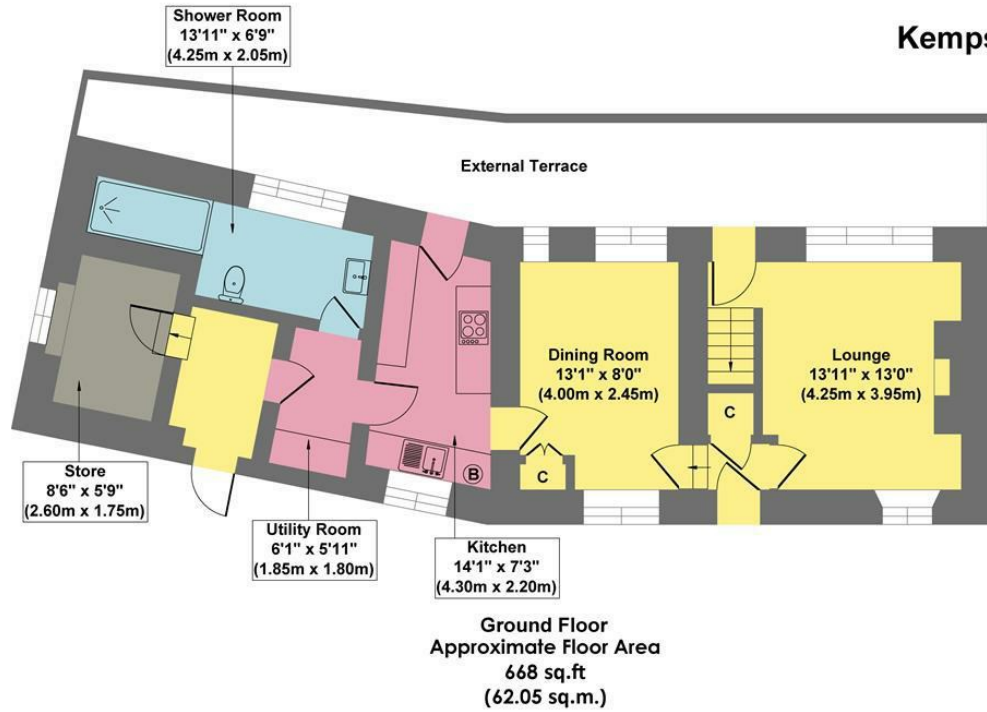 Shower Room
13'11" x 6'9"
(4.25m x 2.05m)
Kemps
External Terrace
Dining Room
13'1" x 8'0"
(4.00m x 2.45m)
Lounge
13'11" x 13'0"
(4.25m x 3.95m)
C
C
B
Store
8'6" x 5'9"
(2.60m x 1.75m)
Utility Room
6'1" x 5'11"
(1.85m x 1.80m)
Kitchen
14'1" x 7'3"
(4.30m x 2.20m)
Ground Floor
Approximate Floor Area
668 sq.ft
(62.05 sq.m.)